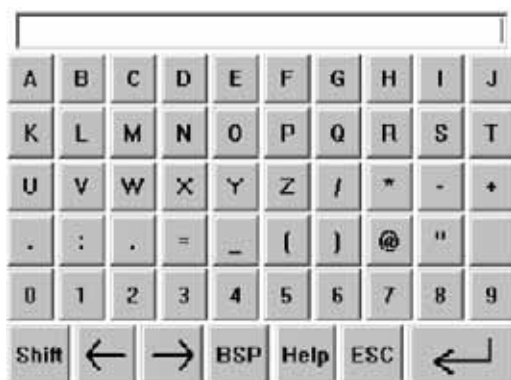 A B C D E F G H I J
K L M N O P Q R S T
U V W X Y Z / * - +
. : . = _ ( ) @ "
0 1 2 3 4 5 6 7 8 9
Shift ← → BSP Help ESC ↵